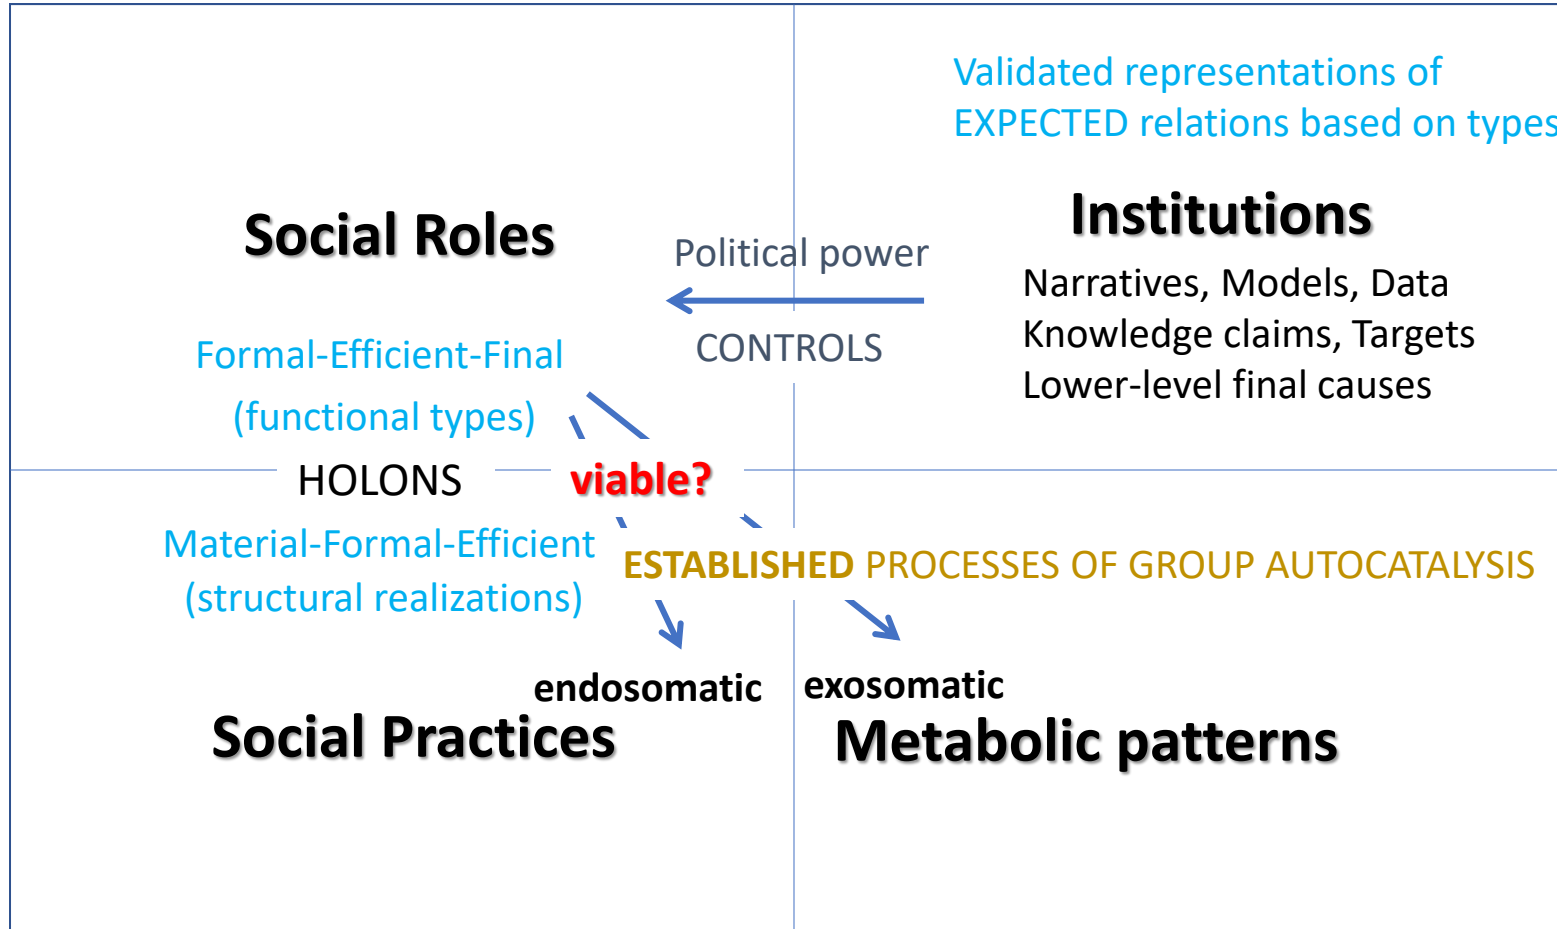 Validated representations of
EXPECTED relations based on types
Social Roles
Institutions
Political power
CONTROLS
Narratives, Models, Data
Knowledge claims, Targets
Lower-level final causes
Formal-Efficient-Final
(functional types)
HOLONS
viable?
Material-Formal-Efficient
(structural realizations)
ESTABLISHED PROCESSES OF GROUP AUTOCATALYSIS
endosomatic
exosomatic
Social Practices
Metabolic patterns